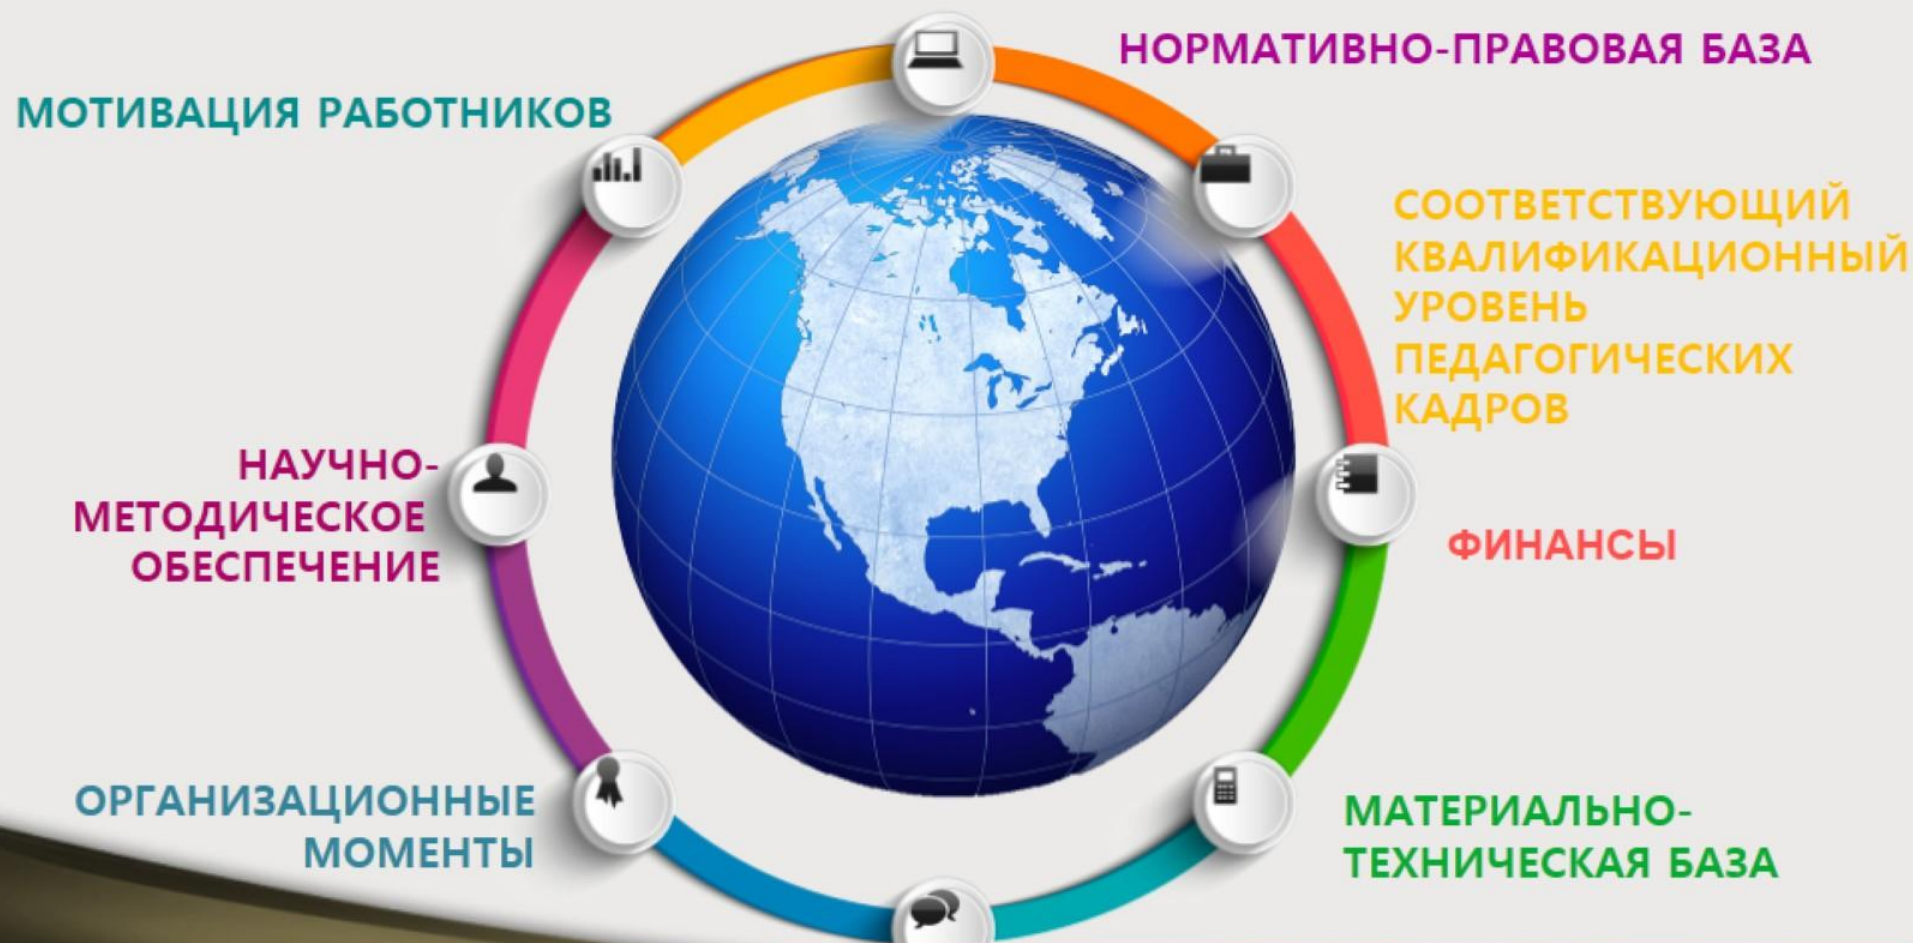 НОРМАТИВНО-ПРАВОВАЯ БАЗА
МОТИВАЦИЯ РАБОТНИКОВ
СООТВЕТСТВУЮЩИЙ
КВАЛИФИКАЦИОННЫЙ
УРОВЕНЬ
ПЕДАГОГИЧЕСКИХ
КАДРОВ
НАУЧНО-
МЕТОДИЧЕСКОЕ
ОБЕСПЕЧЕНИЕ
ФИНАНСЫ
ОРГАНИЗАЦИОННЫЕ
МОМЕНТЫ
МАТЕРИАЛЬНО-
ТЕХНИЧЕСКАЯ БАЗА